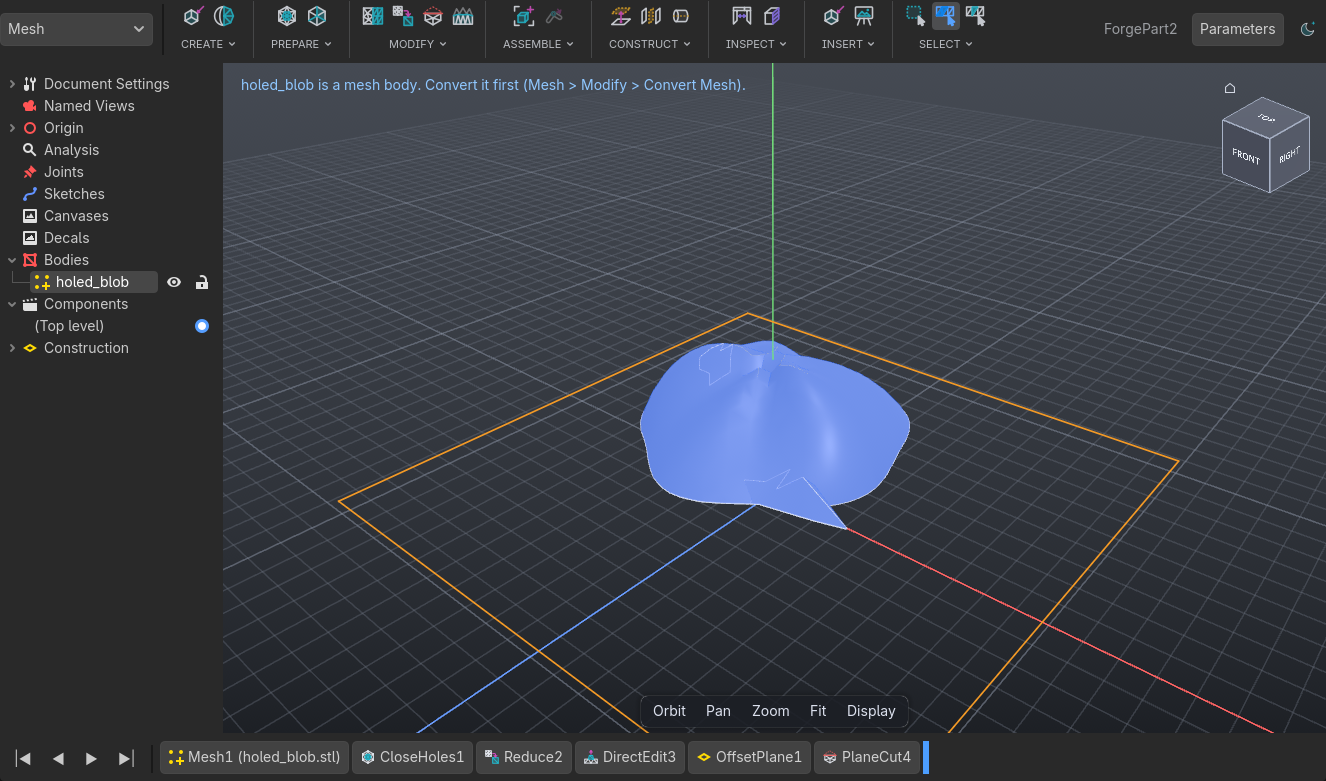 Mesh
CREATE
PREPARE
MODIFY
ASSEMBLE
CONSTRUCT
INSPECT
INSERT
SELECT
ForgePart2
Parameters
Document Settings
Named Views
Origin
Analysis
Joints
Sketches
Canvases
Decals
Bodies
holed_blob
Components
(Top level)
Construction
holed_blob is a mesh body. Convert it first (Mesh > Modify > Convert Mesh).
TOP
FRONT
RIGHT
Orbit
Pan
Zoom
Fit
Display
Mesh1 (holed_blob.stl)
CloseHoles1
Reduce2
DirectEdit3
OffsetPlane1
PlaneCut4